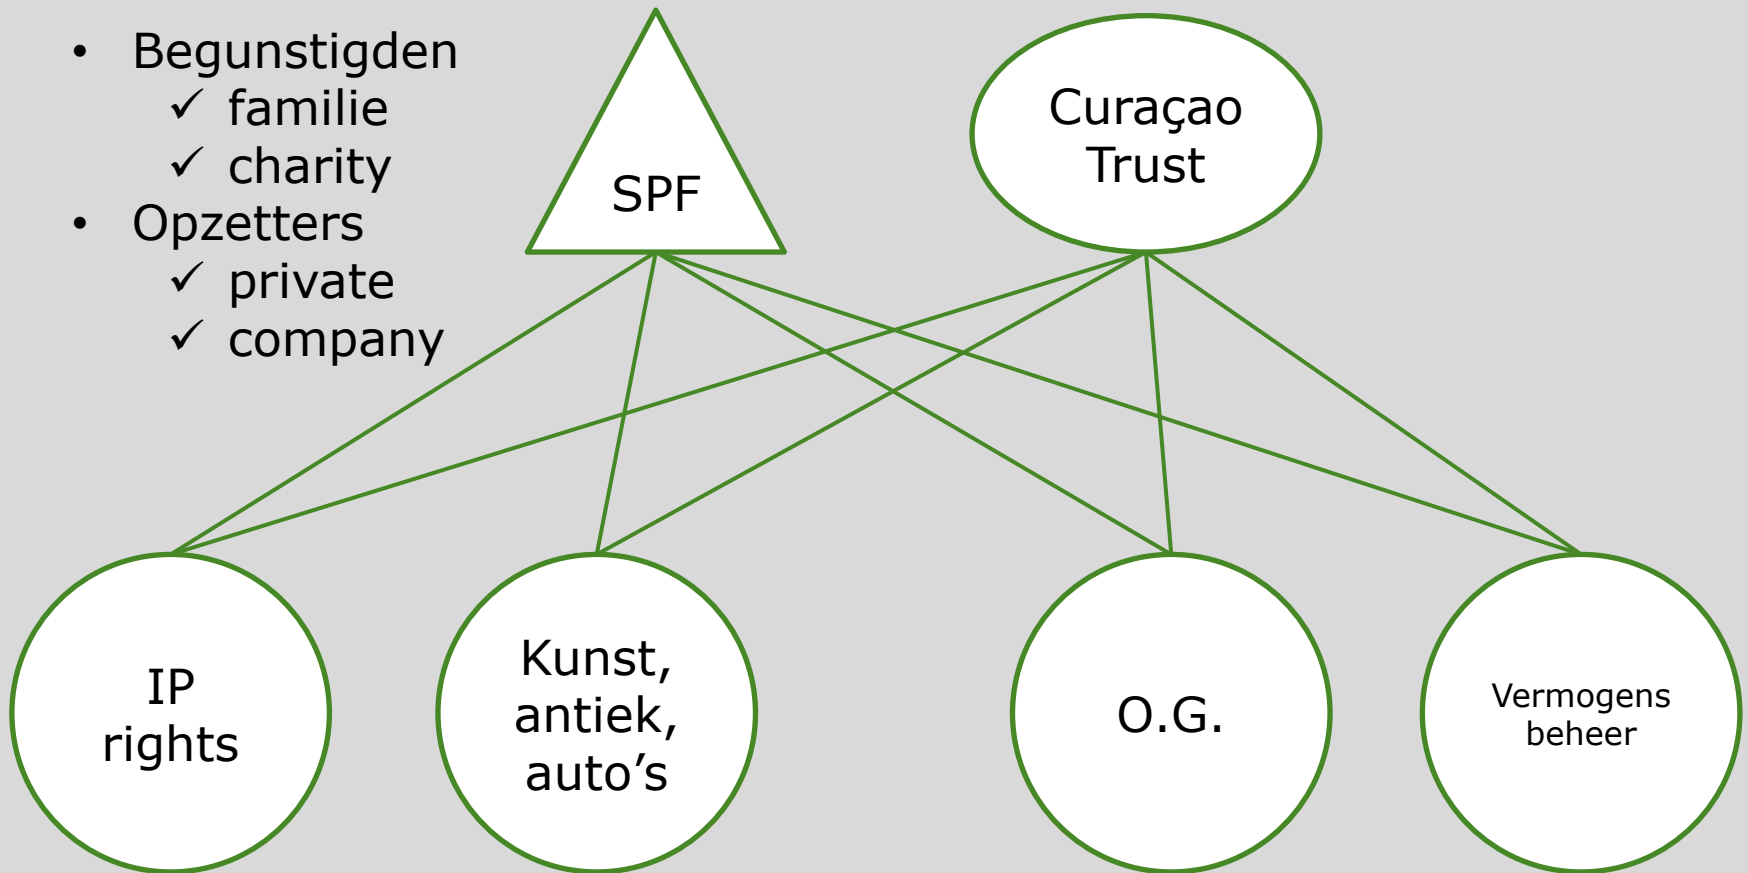 • Begunstigden
✓ familie
✓ charity
• Opzetters
✓ private
✓ company
SPF
Curaçao
Trust
IP
rights
Kunst,
antiek,
auto’s
O.G.
Vermogens
beheer